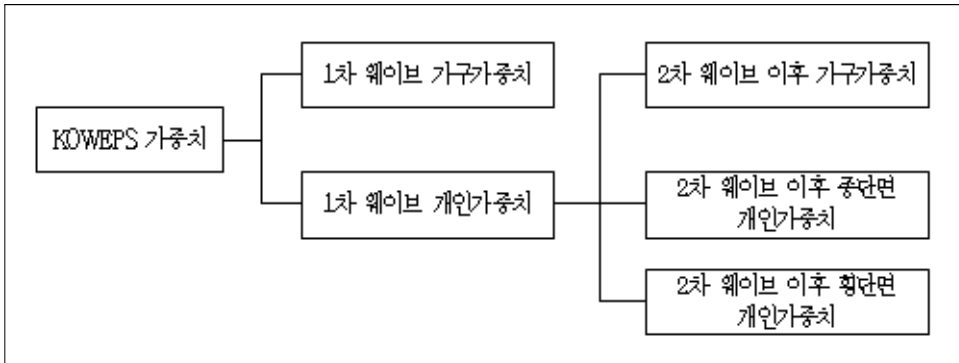 KOWEPS 가중치
1차 웨이브 가구가중치
1차 웨이브 개인가중치
2차 웨이브 이후 가구가중치
2차 웨이브 이후 종단면
개인가중치
2차 웨이브 이후 횡단면
개인가중치